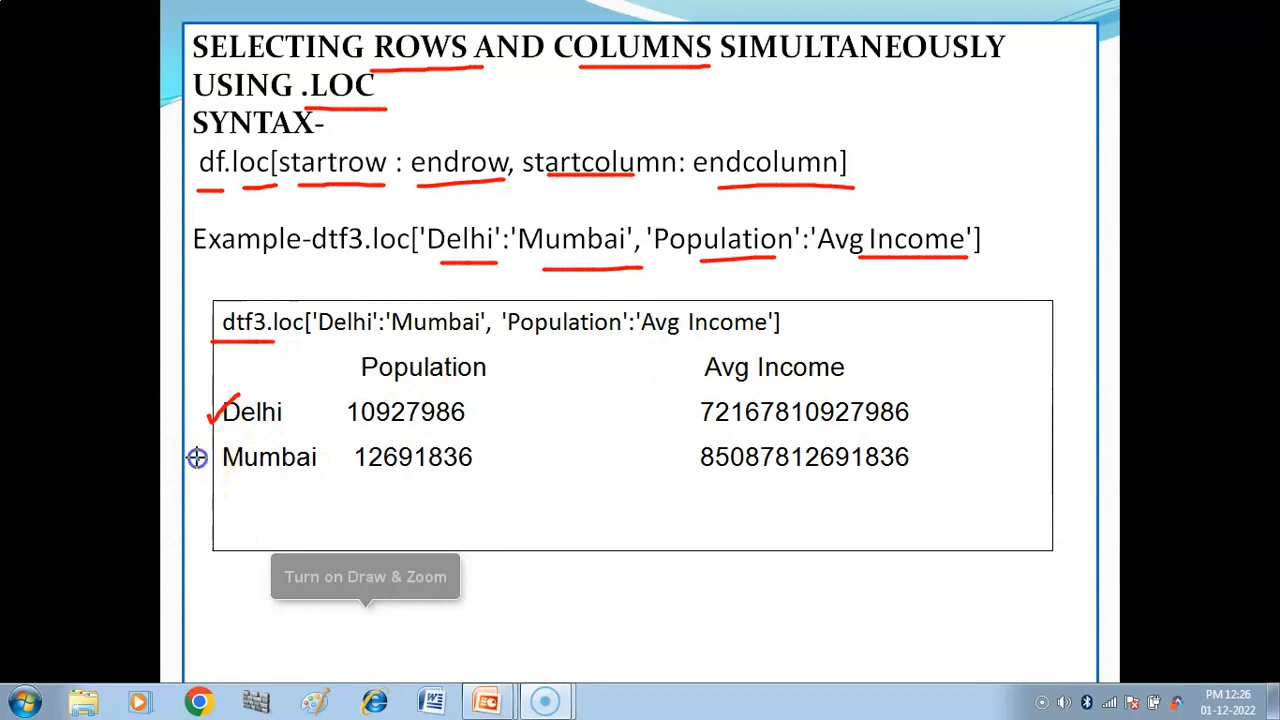 SELECTING ROWS AND COLUMNS SIMULTANEOUSLY
USING .LOC
SYNTAX-
df.loc[startrow : endrow, startcolumn: endcolumn]
Example-dtf3.loc['Delhi':'Mumbai', 'Population':'Avg Income']
dtf3.loc['Delhi':'Mumbai', 'Population':'Avg Income']
Population Avg Income
Delhi 10927986 72167810927986
Mumbai 12691836 85087812691836
Turn on Draw & Zoom
PM 12:26
01-12-2022